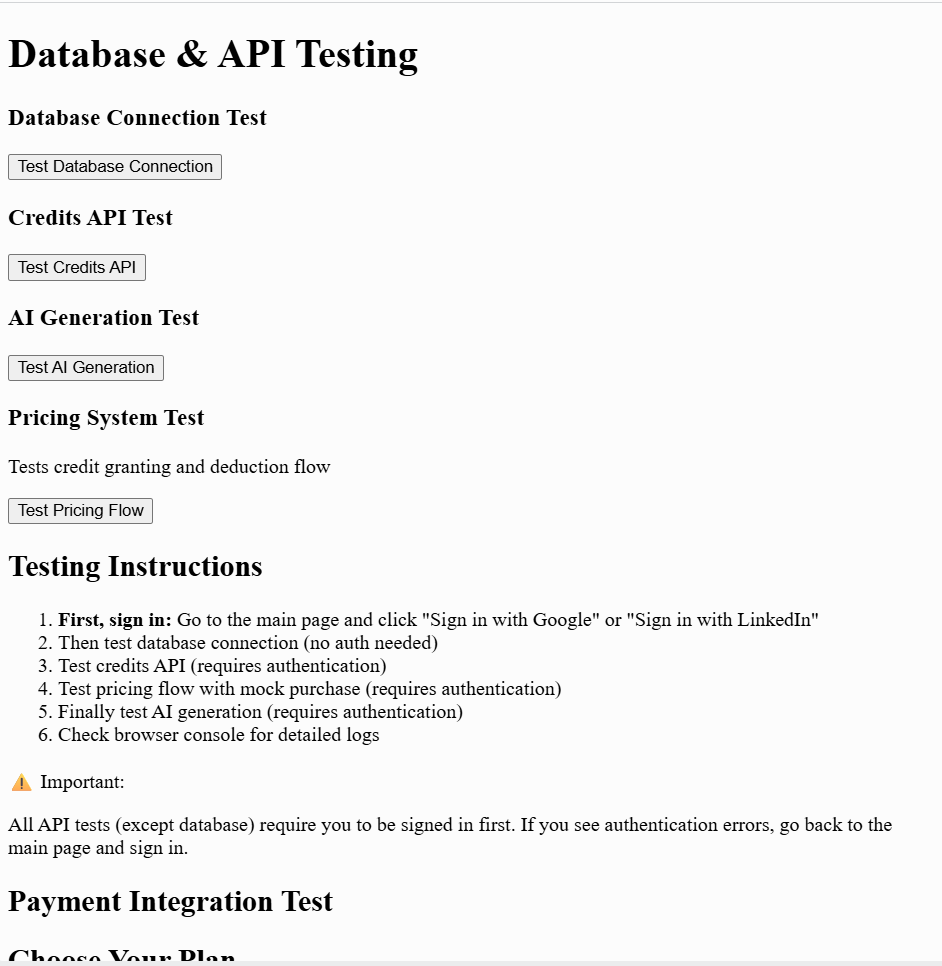 Database & API Testing
Database Connection Test
Test Database Connection
Credits API Test
Test Credits API
AI Generation Test
Test AI Generation
Pricing System Test
Tests credit granting and deduction flow
Test Pricing Flow
Testing Instructions
1. First, sign in: Go to the main page and click "Sign in with Google" or "Sign in with LinkedIn"
2. Then test database connection (no auth needed)
3. Test credits API (requires authentication)
4. Test pricing flow with mock purchase (requires authentication)
5. Finally test AI generation (requires authentication)
6. Check browser console for detailed logs
⚠️ Important:
All API tests (except database) require you to be signed in first. If you see authentication errors, go back to the
main page and sign in.
Payment Integration Test
Choose Your Plan